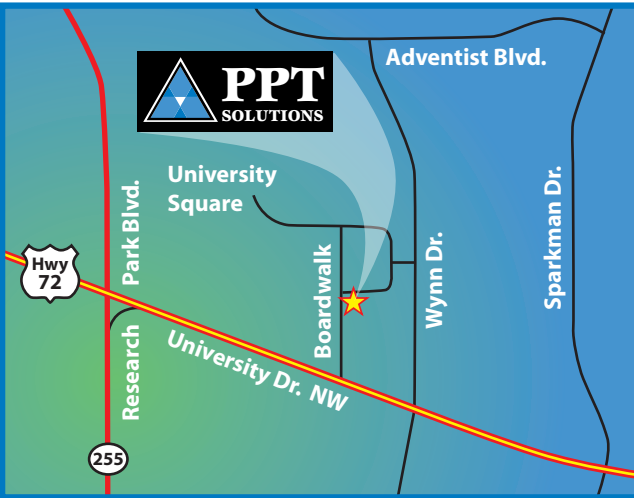 Adventist Blvd.
PPT
SOLUTIONS
University
Square
Park Blvd.
Hwy
72
Boardwalk
Wynn Dr.
Sparkman Dr.
Research
University Dr. NW
255